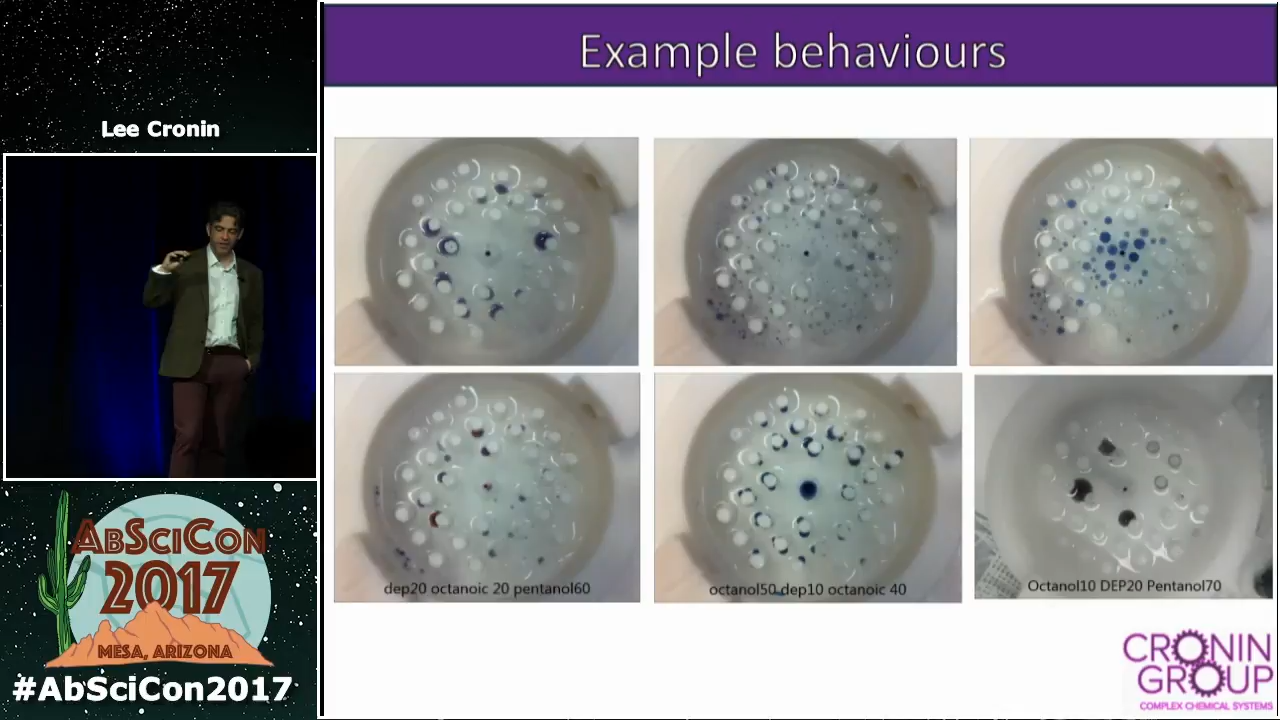 Lee Cronin
AbSciCon
2017
MESA, ARIZONA
#AbSciCon2017
Example behaviours
dep20 octanoic 20 pentanol60
octanol50 dep10 octanoic 40
Octanol10 DEP20 Pentanol70
CRONIN
GROUP
COMPLEX CHEMICAL SYSTEMS